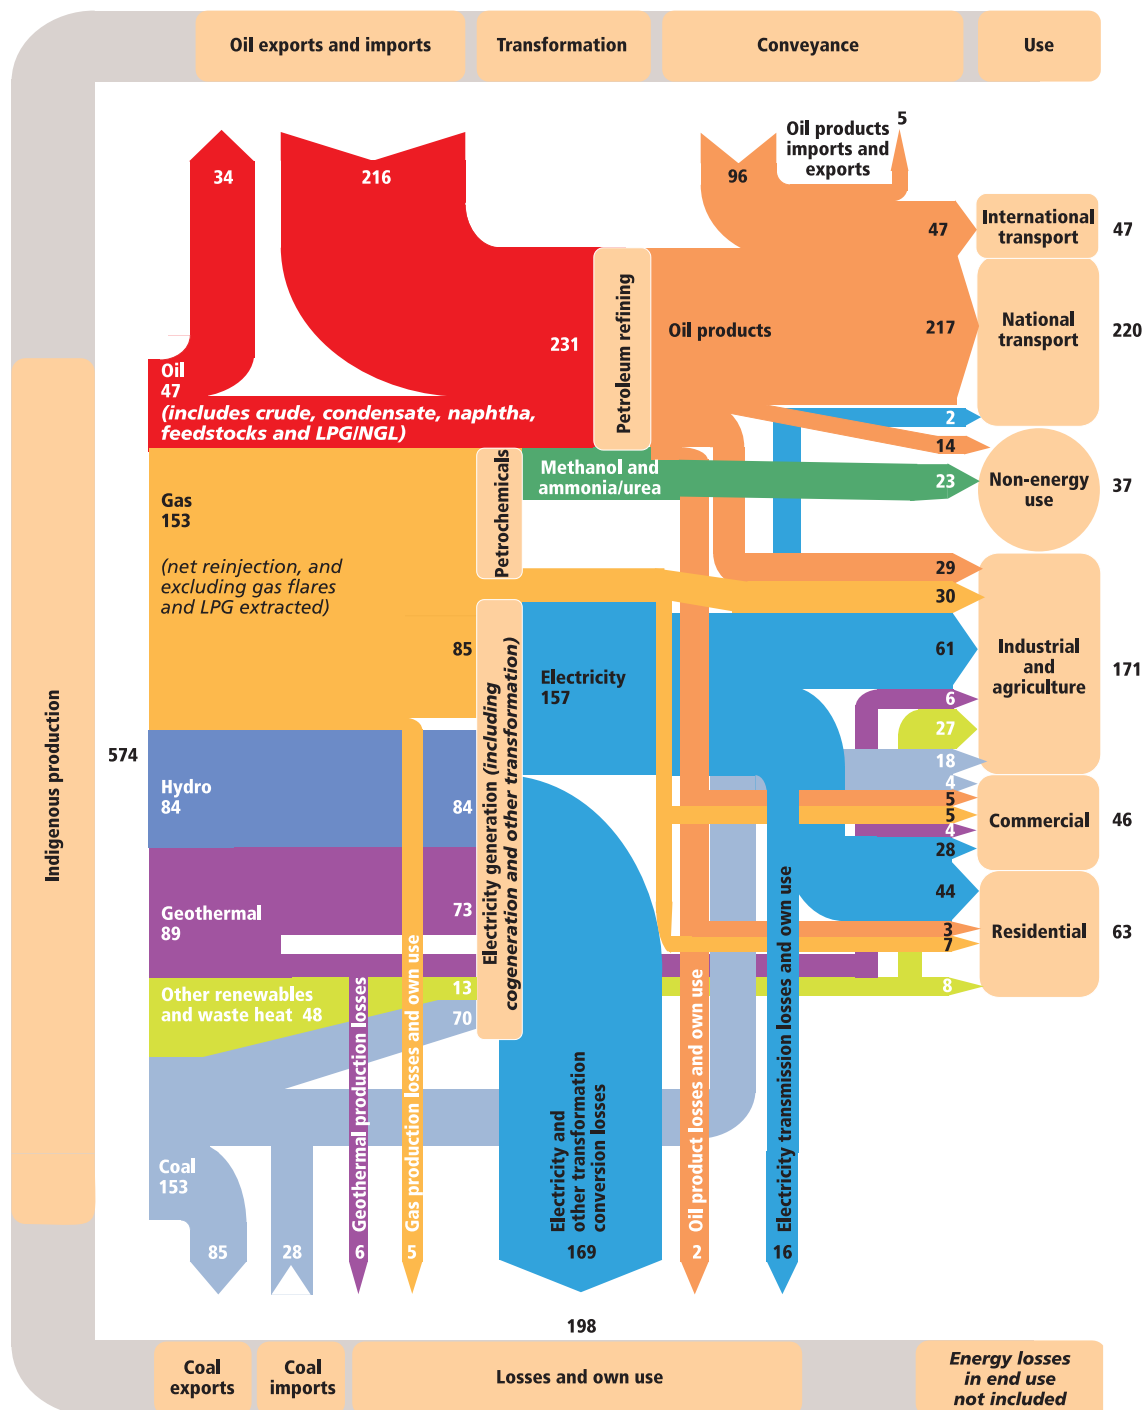 Oil exports and imports
Transformation
Conveyance
Use
34
216
96
Oil products
imports and
exports
5
47
International
transport
47
Oil
47
(includes crude, condensate, naphtha,
feedstocks and LPG/NGL)
231
Petroleum refining
Oil products
217
National
transport
220
2
14
Gas
153
(net reinjection, and
excluding gas flares
and LPG extracted)
Petrochemicals
Methanol and
ammonia/urea
23
Non-energy
use
37
29
30
85
Electricity
157
61
Industrial
and
agriculture
171
6
27
18
Indigenous production
574
Hydro
84
84
Electricity generation (including
cogeneration and other transformation)
4
5
5
4
28
Commercial
46
Geothermal
89
73
44
3
7
Residential
63
Other renewables
and waste heat 48
13
70
8
Coal
153
85
28
Geothermal production losses
6
Gas production losses and own use
5
Electricity and
other transformation
conversion losses
169
Oil product losses and own use
2
Electricity transmission losses and own use
16
198
Coal
exports
Coal
imports
Losses and own use
Energy losses
in end use
not included